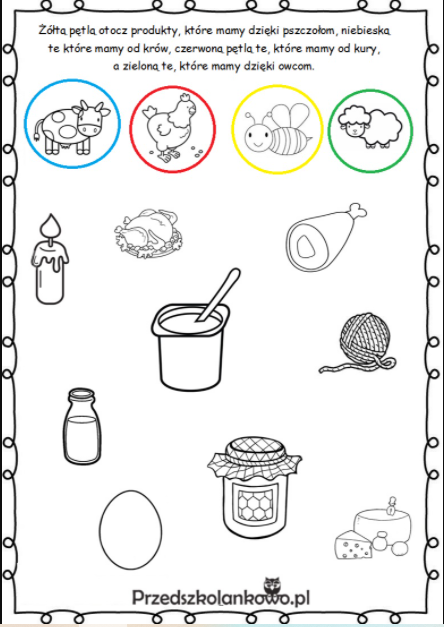 Żółtą pętlą otocz produkty, które mamy dzięki pszczołom, niebieską
te które mamy od krów, czerwoną pętlą te, które mamy od kury,
a zieloną te, które mamy dzięki owcom.
Przedszkolankowo.pl